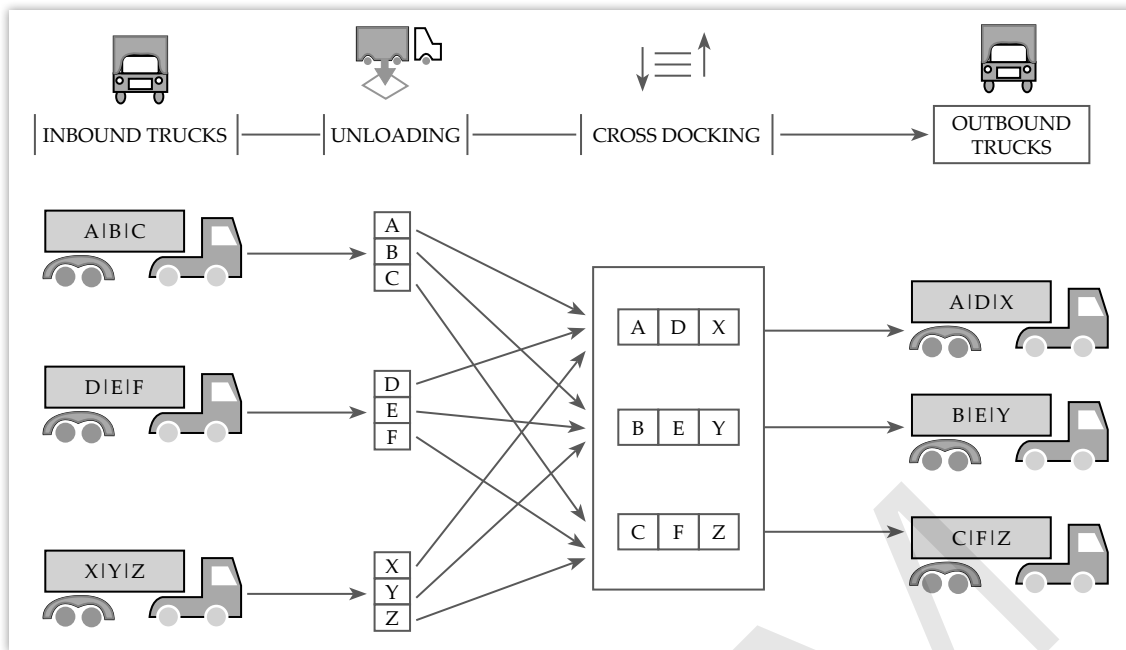 INBOUND TRUCKS
UNLOADING
CROSS DOCKING
OUTBOUND
TRUCKS
A|B|C
A
B
C
D|E|F
D
E
F
X|Y|Z
X
Y
Z
A D X
B E Y
C F Z
A|D|X
B|E|Y
C|F|Z